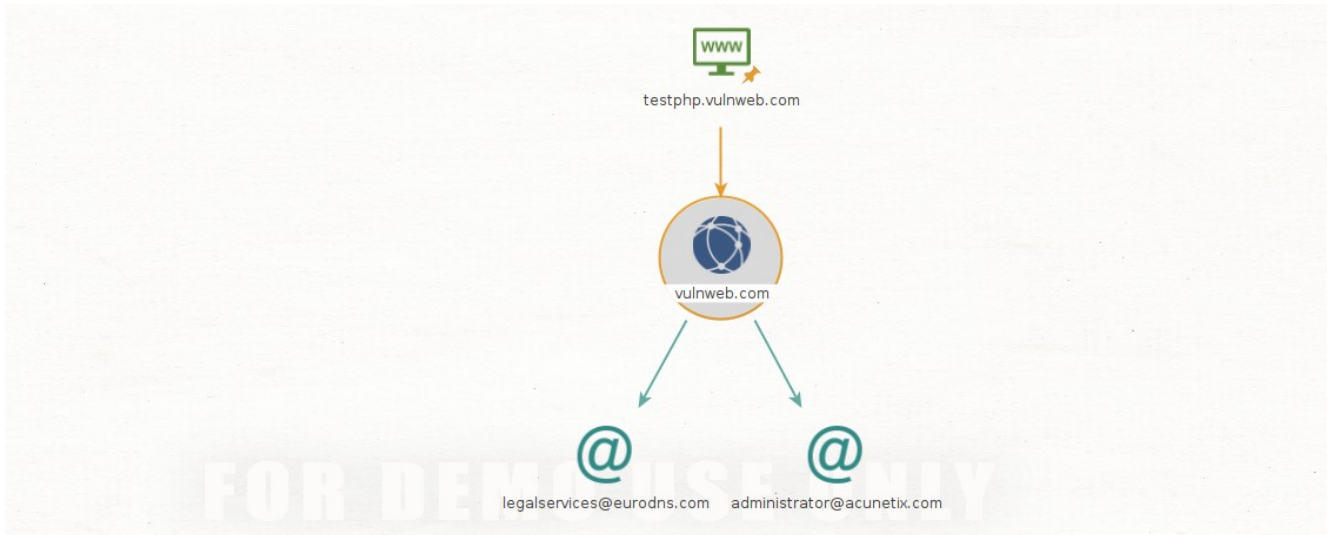 WWW
testphp.vulnweb.com
vulnweb.com
@ @
legalservices@eurodns.com administrator@acunetix.com
FOR DEMO USE ONLY